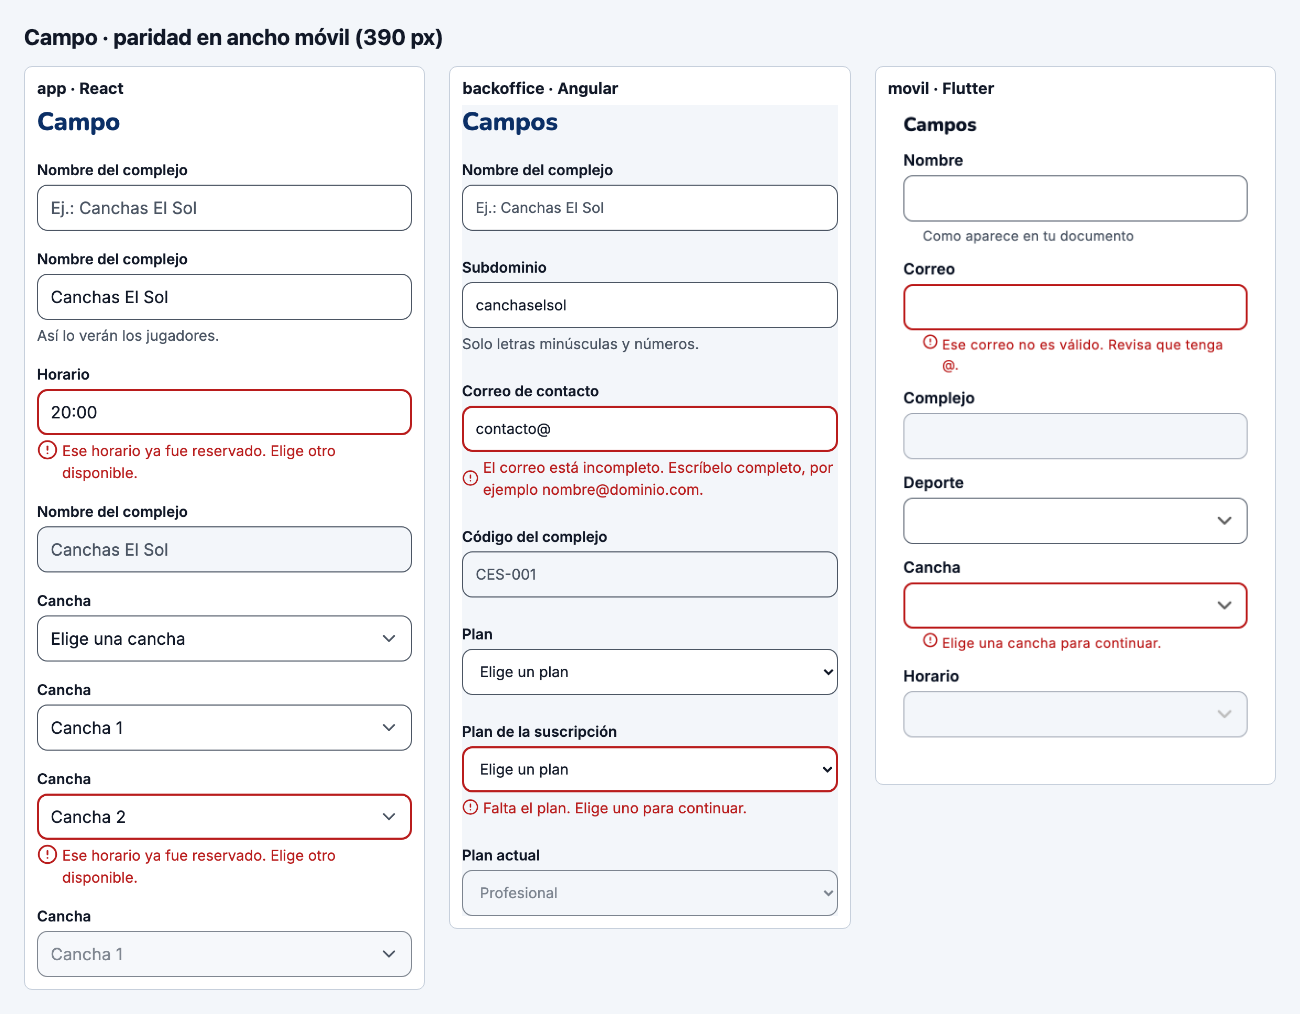 Campo · paridad en ancho móvil (390 px)
app · React
Campo
Nombre del complejo
Ej.: Canchas El Sol
Nombre del complejo
Canchas El Sol
Así lo verán los jugadores.
Horario
20:00
Ese horario ya fue reservado. Elige otro
disponible.
Nombre del complejo
Canchas El Sol
Cancha
Elige una cancha
Cancha
Cancha 1
Cancha
Cancha 2
Ese horario ya fue reservado. Elige otro
disponible.
Cancha
Cancha 1
backoffice · Angular
Campos
Nombre del complejo
Ej.: Canchas El Sol
Subdominio
canchaselsol
Solo letras minúsculas y números.
Correo de contacto
contacto@
El correo está incompleto. Escríbelo completo, por
ejemplo nombre@dominio.com.
Código del complejo
CES-001
Plan
Elige un plan
Plan de la suscripción
Elige un plan
Falta el plan. Elige uno para continuar.
Plan actual
Profesional
movil · Flutter
Campos
Nombre
Como aparece en tu documento
Correo
Ese correo no es válido. Revisa que tenga
@.
Complejo
Deporte
Cancha
Elige una cancha para continuar.
Horario